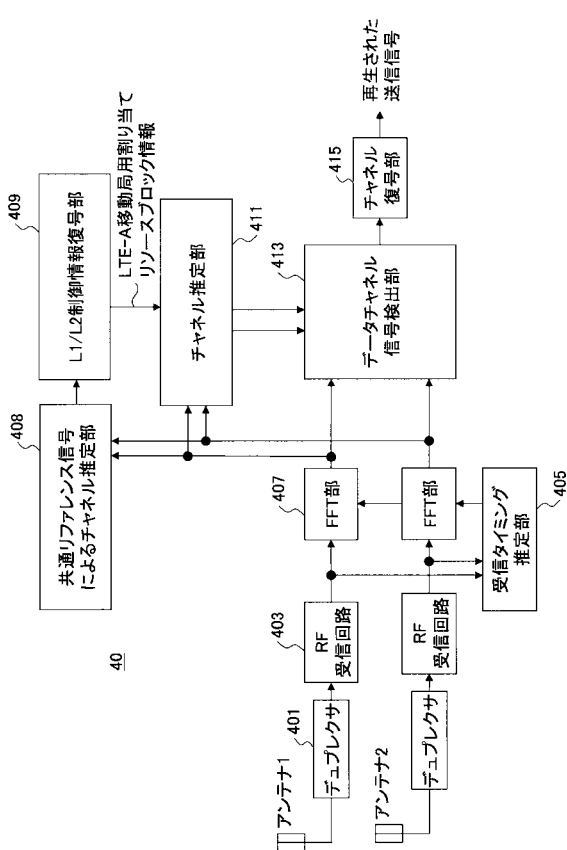 40
アンテナ1
401
デュプレクサ
403
RF
受信回路
407
FFT部
408
共通リファレンス信号
によるチャネル推定部
409
L1/L2制御情報復号部
LTE-A移動局用割り当て
リソースブロック情報
411
チャネル推定部
413
データチャネル
信号検出部
415
チャネル
復号部
再生された
送信信号
アンテナ2
デュプレクサ
RF
受信回路
FFT部
405
受信タイミング
推定部